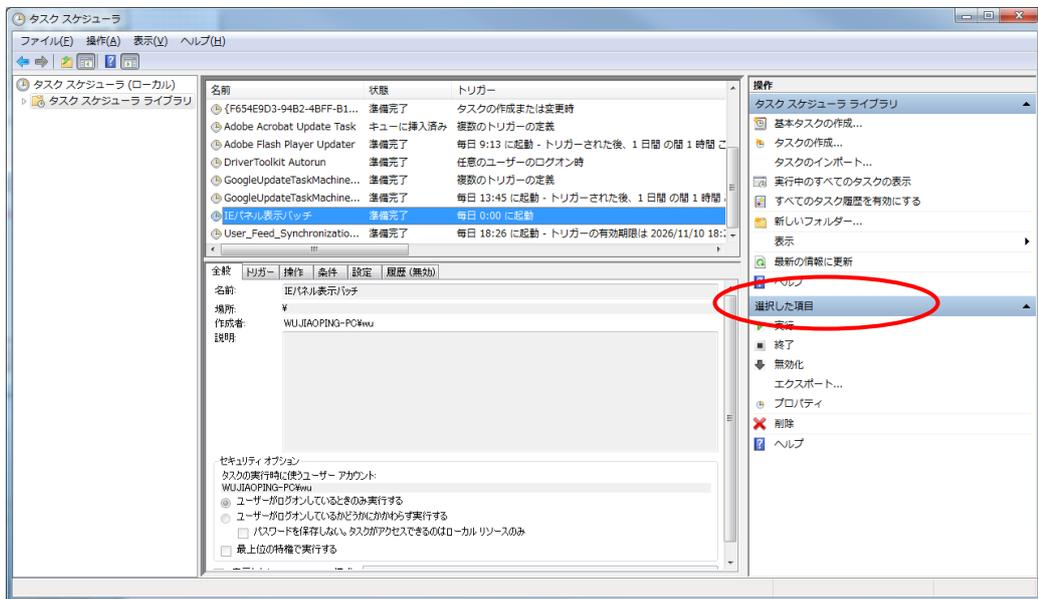 タスク スケジューラ
ファイル(F) 操作(A) 表示(V) ヘルプ(H)
タスク スケジューラ (ローカル)
タスク スケジューラ ライブラリ
名前 状態 トリガー
{F654E9D3-94B2-4BFF-B1... 準備完了 タスクの作成または変更時
Adobe Acrobat Update Task キューに挿入済み 複数のトリガーの定義
Adobe Flash Player Updater 準備完了 毎日 9:13 に起動 - トリガーされた後、1 日間 の間 1 時間 ご
DriverToolkit Autorun 準備完了 任意のユーザーのログオン時
GoogleUpdateTaskMachine... 準備完了 複数のトリガーの定義
GoogleUpdateTaskMachine... 準備完了 毎日 13:45 に起動 - トリガーされた後、1 日間 の間 1 時間
IEパネル表示バッチ 準備完了 毎日 0:00 に起動
User_Feed_Synchronizatio... 準備完了 毎日 18:26 に起動 - トリガーの有効期限は 2026/11/10 18:
全般 トリガー 操作 条件 設定 履歴 (無効)
名前: IEパネル表示バッチ
場所: ¥
作成者: WUJIAOPING-PC¥wu
説明:
セキュリティ オプション
タスクの実行時に使うユーザー アカウント:
WUJIAOPING-PC¥wu
ユーザーがログオンしているときのみ実行する
ユーザーがログオンしているかどうかにかかわらず実行する
パスワードを保存しない。タスクがアクセスできるのはローカル リソースのみ
最上位の特権で実行する
操作
タスク スケジューラ ライブラリ
基本タスクの作成...
タスクの作成...
タスクのインポート...
実行中のすべてのタスクの表示
すべてのタスク履歴を有効にする
新しいフォルダー...
表示
最新の情報に更新
ヘルプ
選択した項目
実行
終了
無効化
エクスポート...
プロパティ
削除
ヘルプ